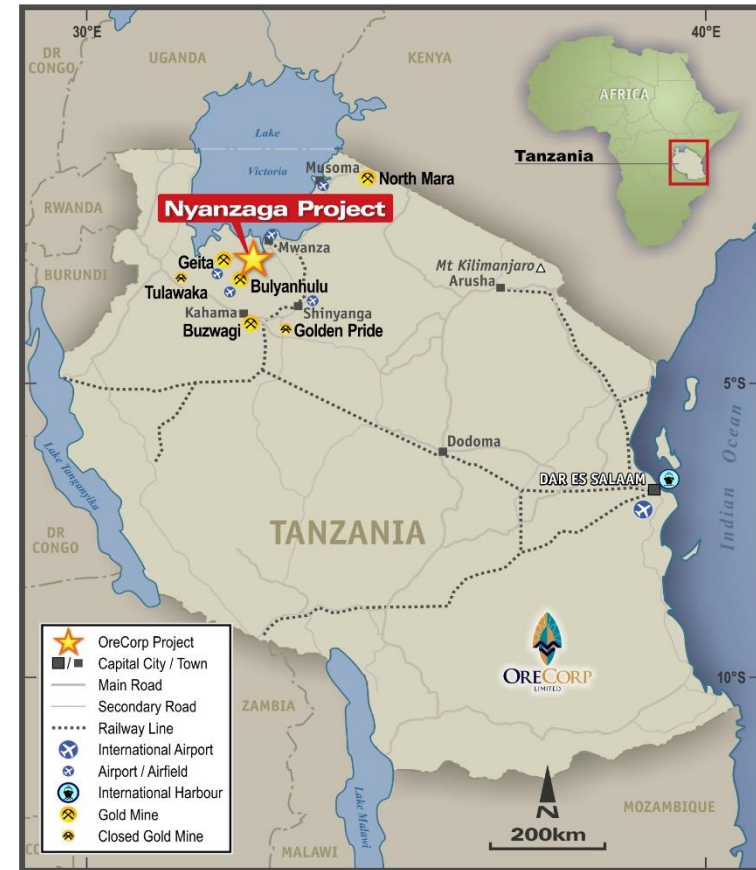 30°E
40°E
DR
CONGO
UGANDA
KENYA
AFRICA
Tanzania
Lake
Victoria
Musoma
North Mara
RWANDA
Nyanzaga Project
Mwanza
Geita
BURUNDI
Tulawaka
Bulyanhulu
Mt Kilimanjaro
Arusha
Kahama
Shinyanga
Buzwagi
Golden Pride
5°S
Lake Tanganyika
Dodoma
DAR ES SALAAM
Indian Ocean
DR
CONGO
TANZANIA
ORECORP
LIMITED
OreCorp Project
Capital City / Town
Main Road
Secondary Road
Railway Line
International Airport
Airport / Airfield
International Harbour
Gold Mine
Closed Gold Mine
ZAMBIA
10°S
Lake Malawi
N
200km
MOZAMBIQUE
MALAWI